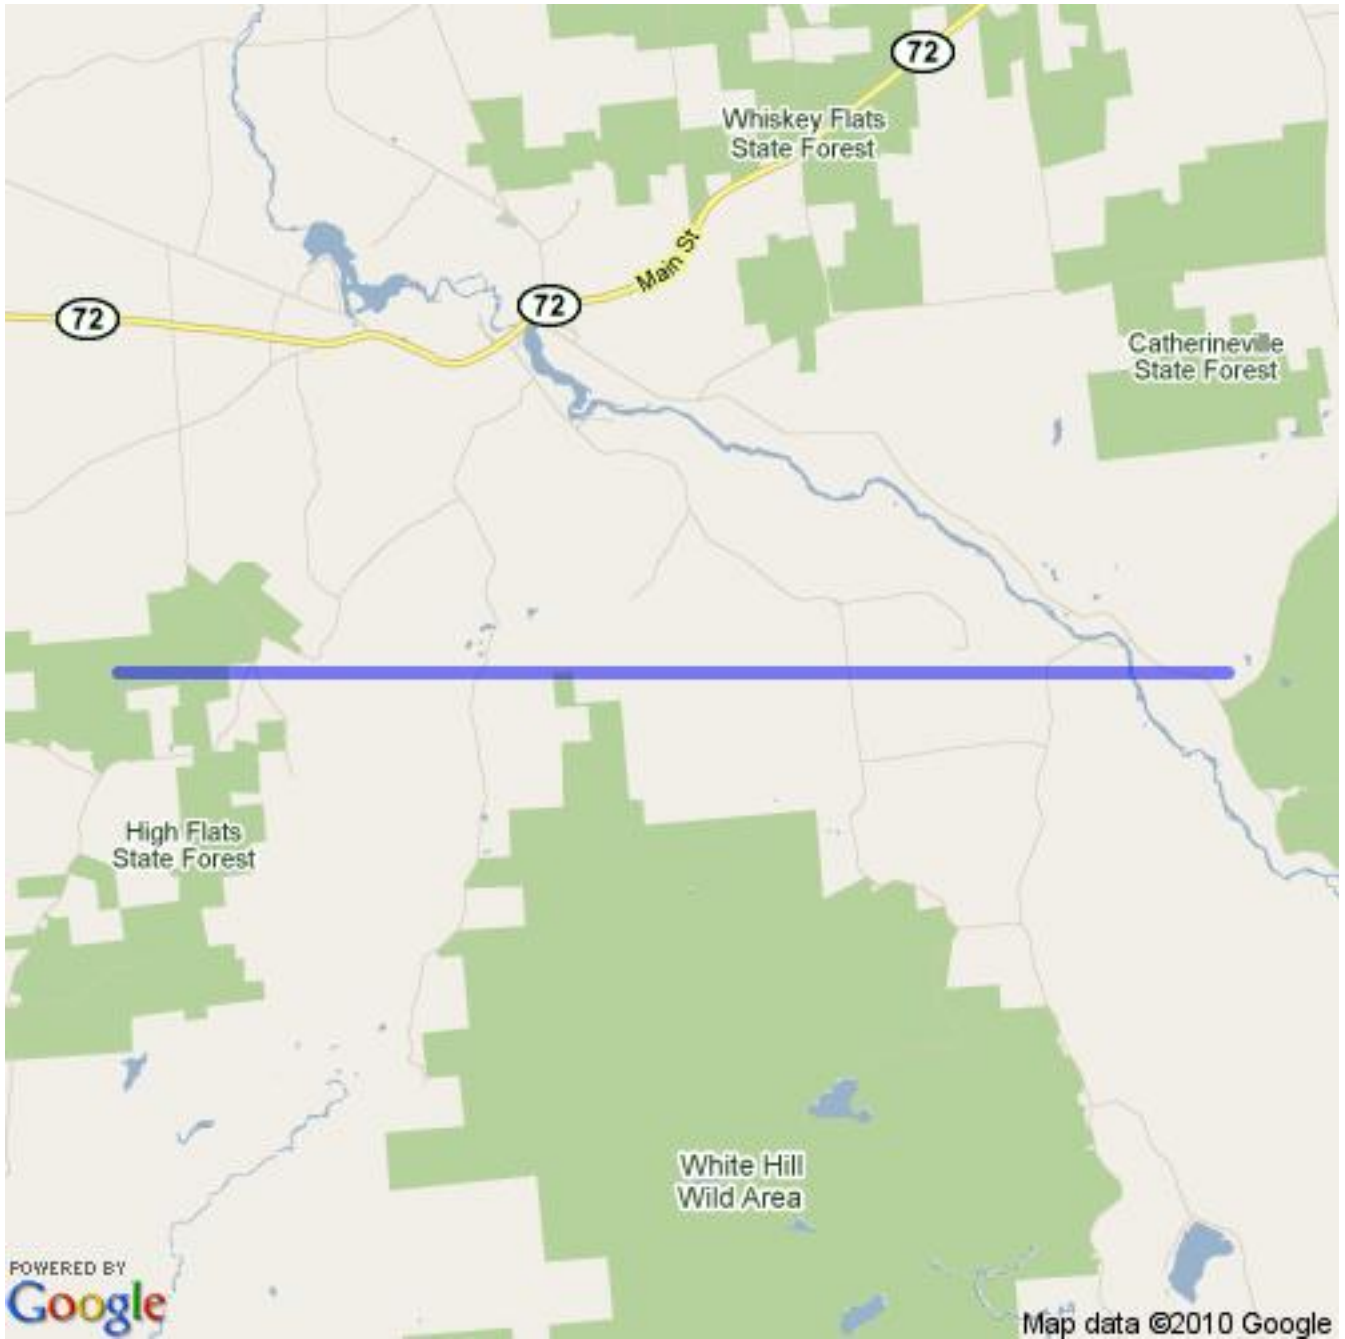 72
Whiskey Flats
State Forest
Main St
72
72
Catherineville
State Forest
High Flats
State Forest
White Hill
Wild Area
POWERED BY
Google
Map data ©2010 Google